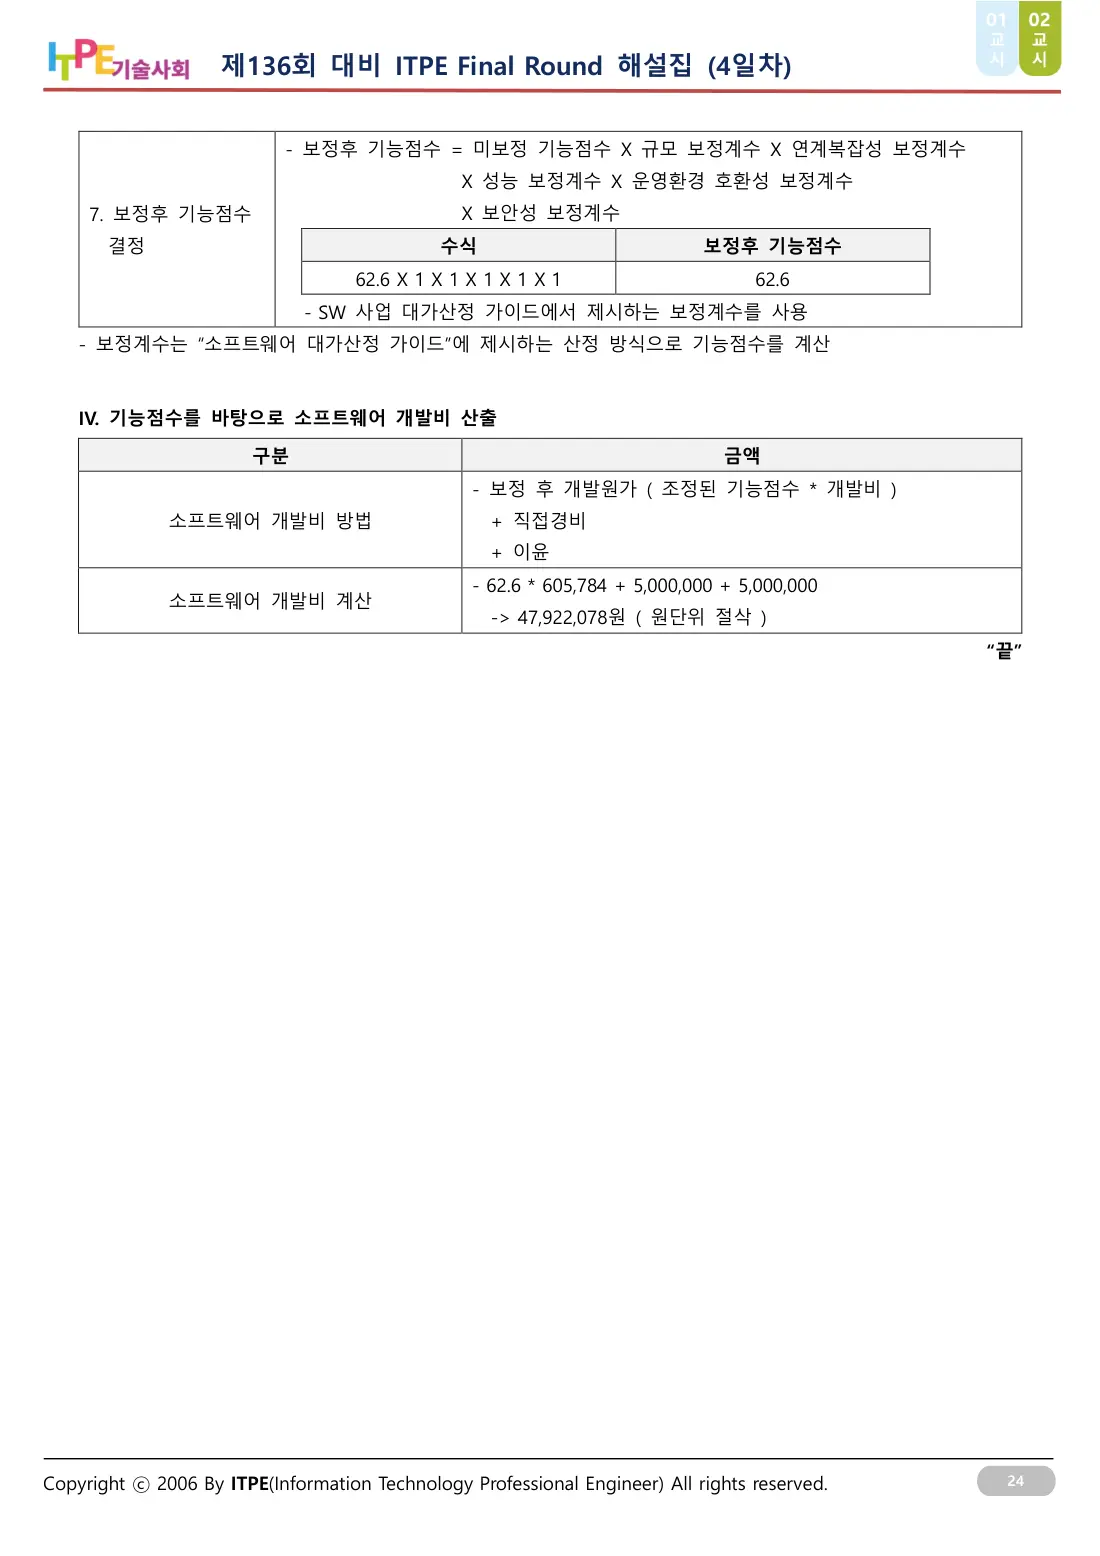 01 교시
02 교시
ITPE기술사회 제136회 대비 ITPE Final Round 해설집 (4일차)
7. 보정후 기능점수 결정
- 보정후 기능점수 = 미보정 기능점수 X 규모 보정계수 X 연계복잡성 보정계수
X 성능 보정계수 X 운영환경 호환성 보정계수
X 보안성 보정계수
수식 보정후 기능점수
62.6 X 1 X 1 X 1 X 1 X 1 62.6
- SW 사업 대가산정 가이드에서 제시하는 보정계수를 사용
- 보정계수는 “소프트웨어 대가산정 가이드”에 제시하는 산정 방식으로 기능점수를 계산
IV. 기능점수를 바탕으로 소프트웨어 개발비 산출
구분 금액
소프트웨어 개발비 방법
- 보정 후 개발원가 ( 조정된 기능점수 * 개발비 )
+ 직접경비
+ 이윤
소프트웨어 개발비 계산
- 62.6 * 605,784 + 5,000,000 + 5,000,000
-> 47,922,078원 ( 원단위 절삭 )
“끝”
Copyright ⓒ 2006 By ITPE(Information Technology Professional Engineer) All rights reserved.
24